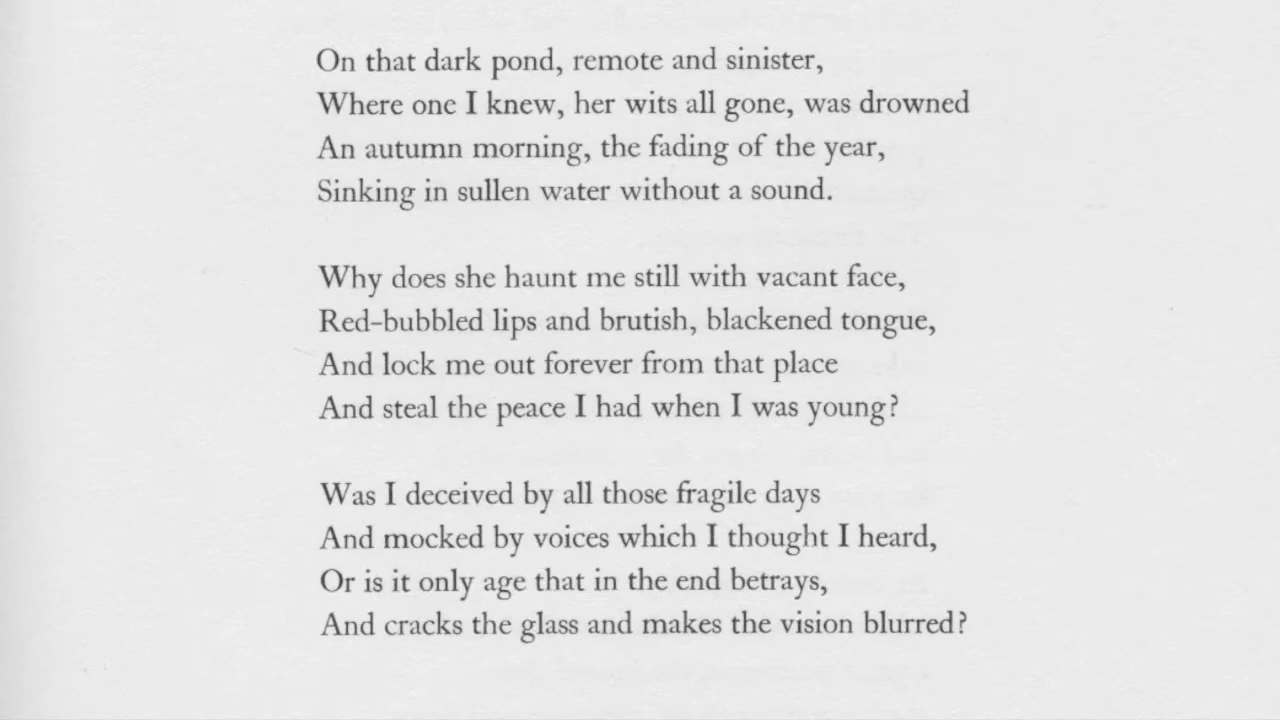 On that dark pond, remote and sinister,
Where one I knew, her wits all gone, was drowned
An autumn morning, the fading of the year,
Sinking in sullen water without a sound.
Why does she haunt me still with vacant face,
Red-bubbled lips and brutish, blackened tongue,
And lock me out forever from that place
And steal the peace I had when I was young?
Was I deceived by all those fragile days
And mocked by voices which I thought I heard,
Or is it only age that in the end betrays,
And cracks the glass and makes the vision blurred?